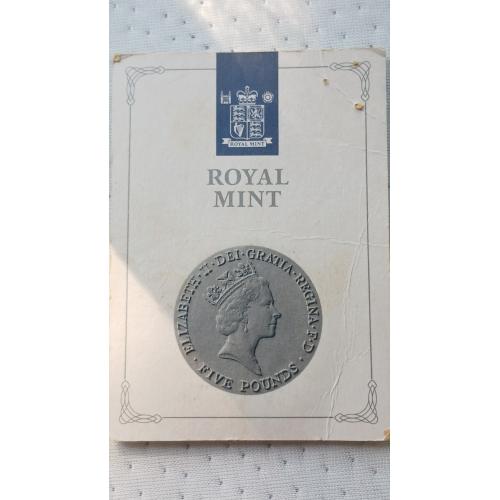 ROYAL MINT
ROYAL
MINT
ELIZABETH·II·DEI·GRATIA·REGINA·F·D
·FIVE POUNDS·